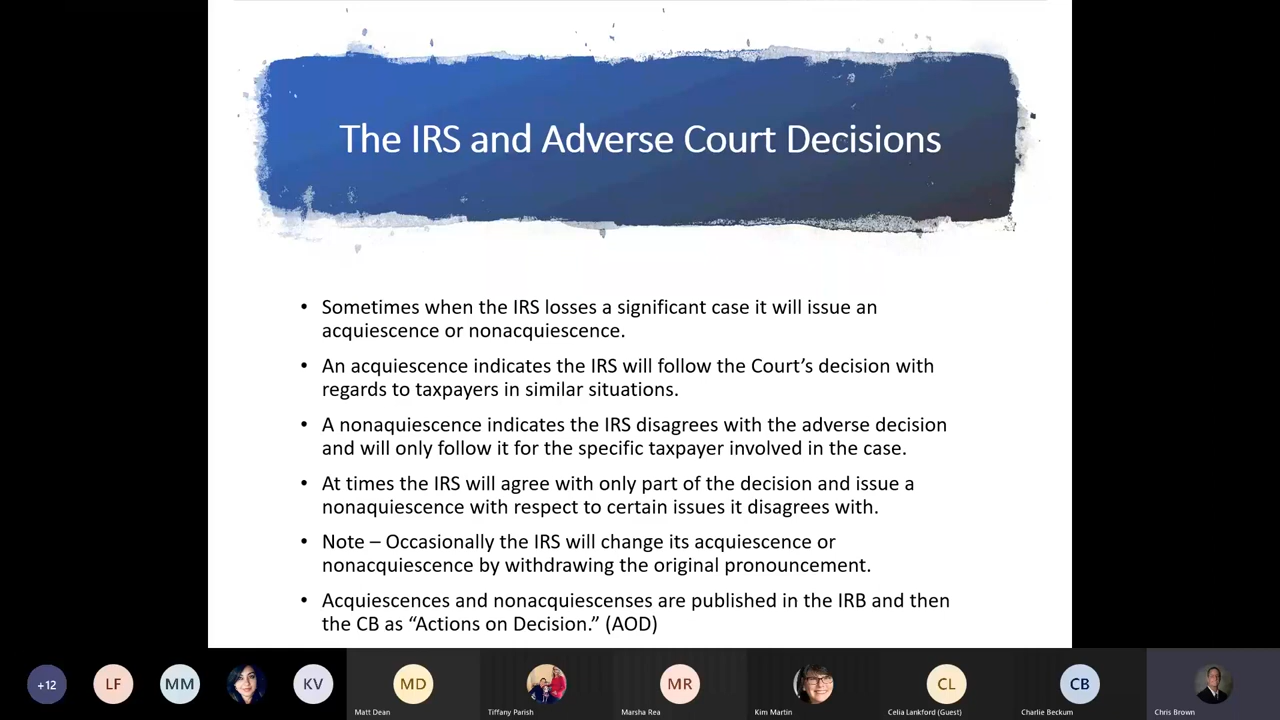 The IRS and Adverse Court Decisions
• Sometimes when the IRS losses a significant case it will issue an
acquiescence or nonacquiescence.
• An acquiescence indicates the IRS will follow the Court’s decision with
regards to taxpayers in similar situations.
• A nonaquiescence indicates the IRS disagrees with the adverse decision
and will only follow it for the specific taxpayer involved in the case.
• At times the IRS will agree with only part of the decision and issue a
nonaquiescence with respect to certain issues it disagrees with.
• Note – Occasionally the IRS will change its acquiescence or
nonacquiescence by withdrawing the original pronouncement.
• Acquiescences and nonacquiescenses are published in the IRB and then
the CB as “Actions on Decision.” (AOD)
+12
LF
MM
KV
MD
Matt Dean
Tiffany Parish
MR
Marsha Rea
Kim Martin
CL
Celia Lankford (Guest)
CB
Charlie Beckum
Chris Brown